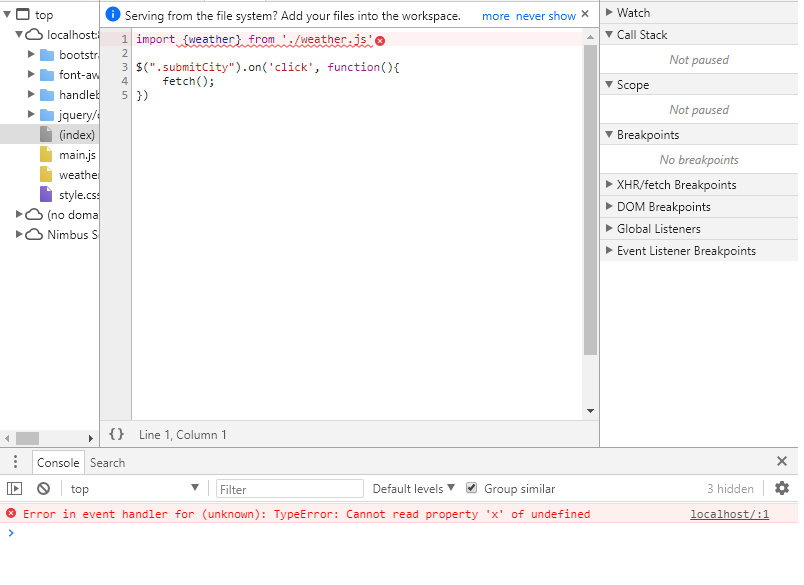 top
localhost:8
bootstra
font-aw
handleb
jquery/c
(index)
main.js
weather
style.css
(no doma
Nimbus S
Serving from the file system? Add your files into the workspace. more never show
1 import {weather} from './weather.js'
2
3 $(".submitCity").on('click', function(){
4 fetch();
5 })
{} Line 1, Column 1
Watch
Call Stack
Not paused
Scope
Not paused
Breakpoints
No breakpoints
XHR/fetch Breakpoints
DOM Breakpoints
Global Listeners
Event Listener Breakpoints
Console Search
top Filter Default levels Group similar 3 hidden
Error in event handler for (unknown): TypeError: Cannot read property 'x' of undefined localhost/:1